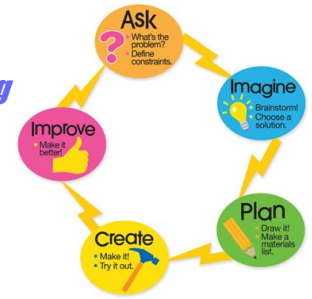 Ask
• What's the
problem?
• Define
constraints.
Imagine
• Brainstorm!
• Choose a
solution.
Plan
• Draw it!
• Make a
materials
list.
Create
• Make it!
• Try it out.
Improve
• Make it
better!
g